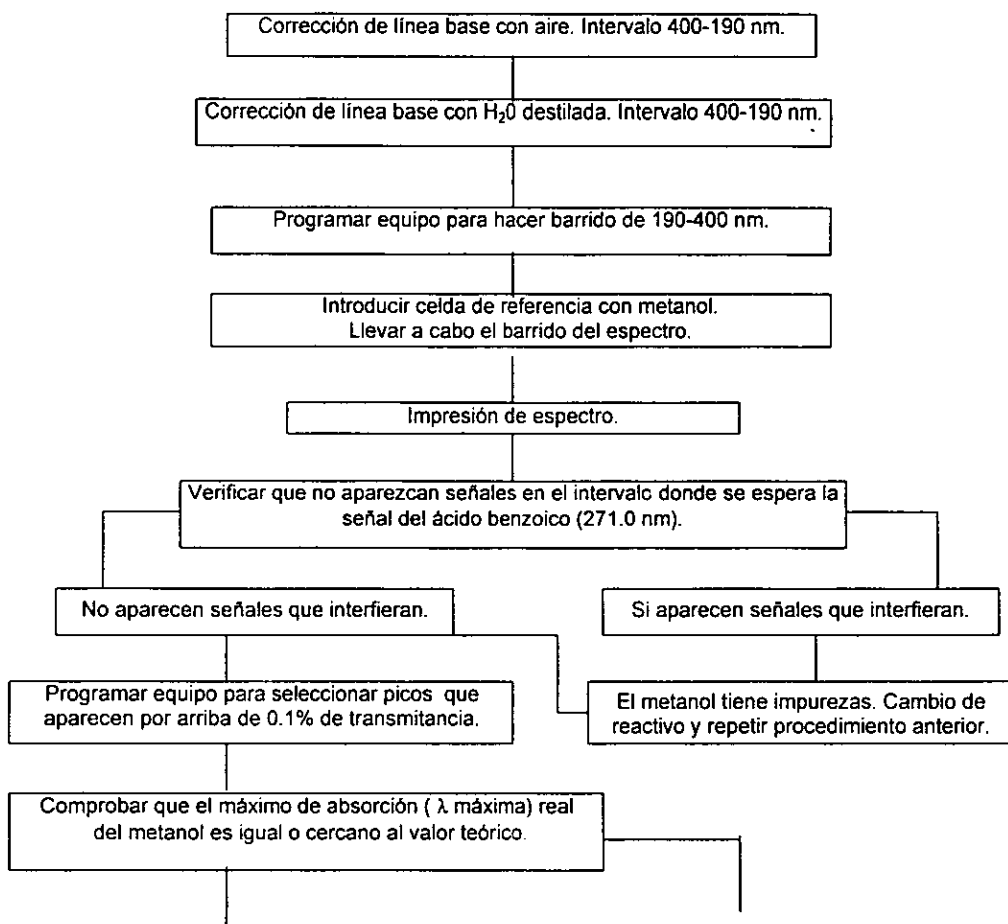 Corrección de línea base con aire. Intervalo 400-190 nm.
Corrección de línea base con H₂0 destilada. Intervalo 400-190 nm.
Programar equipo para hacer barrido de 190-400 nm.
Introducir celda de referencia con metanol.
Llevar a cabo el barrido del espectro.
Impresión de espectro.
Verificar que no aparezcan señales en el intervalo donde se espera la
señal del ácido benzoico (271.0 nm).
No aparecen señales que interfieran.
Si aparecen señales que interfieran.
Programar equipo para seleccionar picos que
aparecen por arriba de 0.1% de transmitancia.
El metanol tiene impurezas. Cambio de
reactivo y repetir procedimiento anterior.
Comprobar que el máximo de absorción ( λ máxima) real
del metanol es igual o cercano al valor teórico.